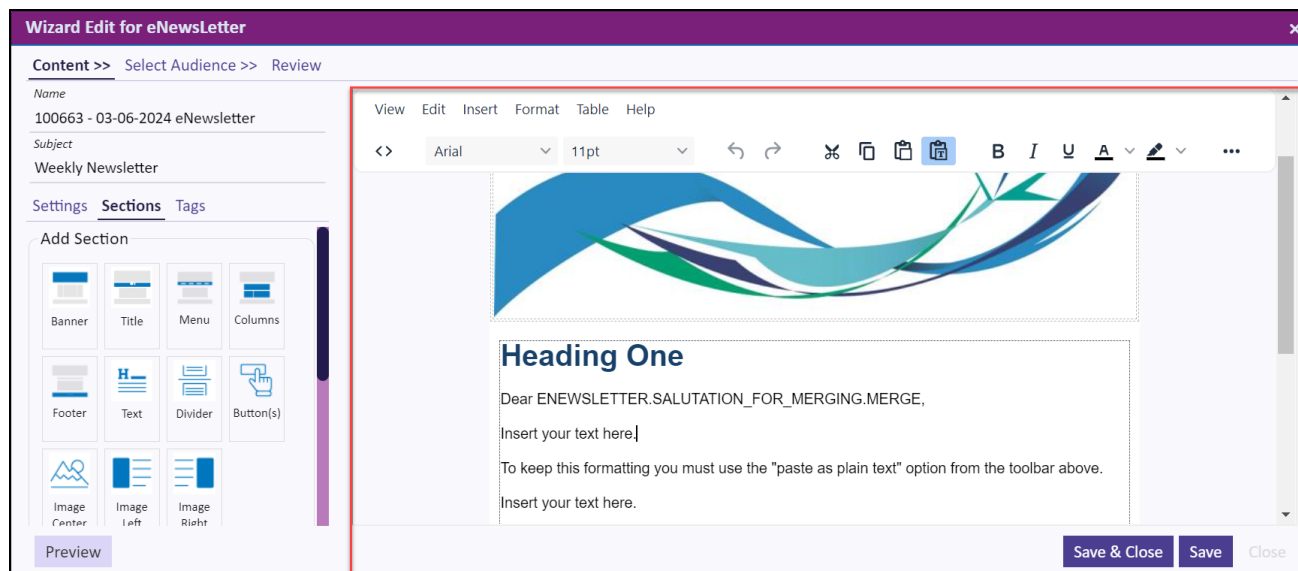 Wizard Edit for eNewsLetter
Content >> Select Audience >> Review
Name
100663 - 03-06-2024 eNewsletter
Subject
Weekly Newsletter
Settings Sections Tags
Add Section
Banner Title Menu Columns
Footer Text Divider Button(s)
Image Center Image Left Image Right
Preview
View Edit Insert Format Table Help
Arial 11pt B I U A
Heading One
Dear ENEWSLETTER.SALUTATION_FOR_MERGING.MERGE,
Insert your text here.
To keep this formatting you must use the "paste as plain text" option from the toolbar above.
Insert your text here.
Save & Close Save Close